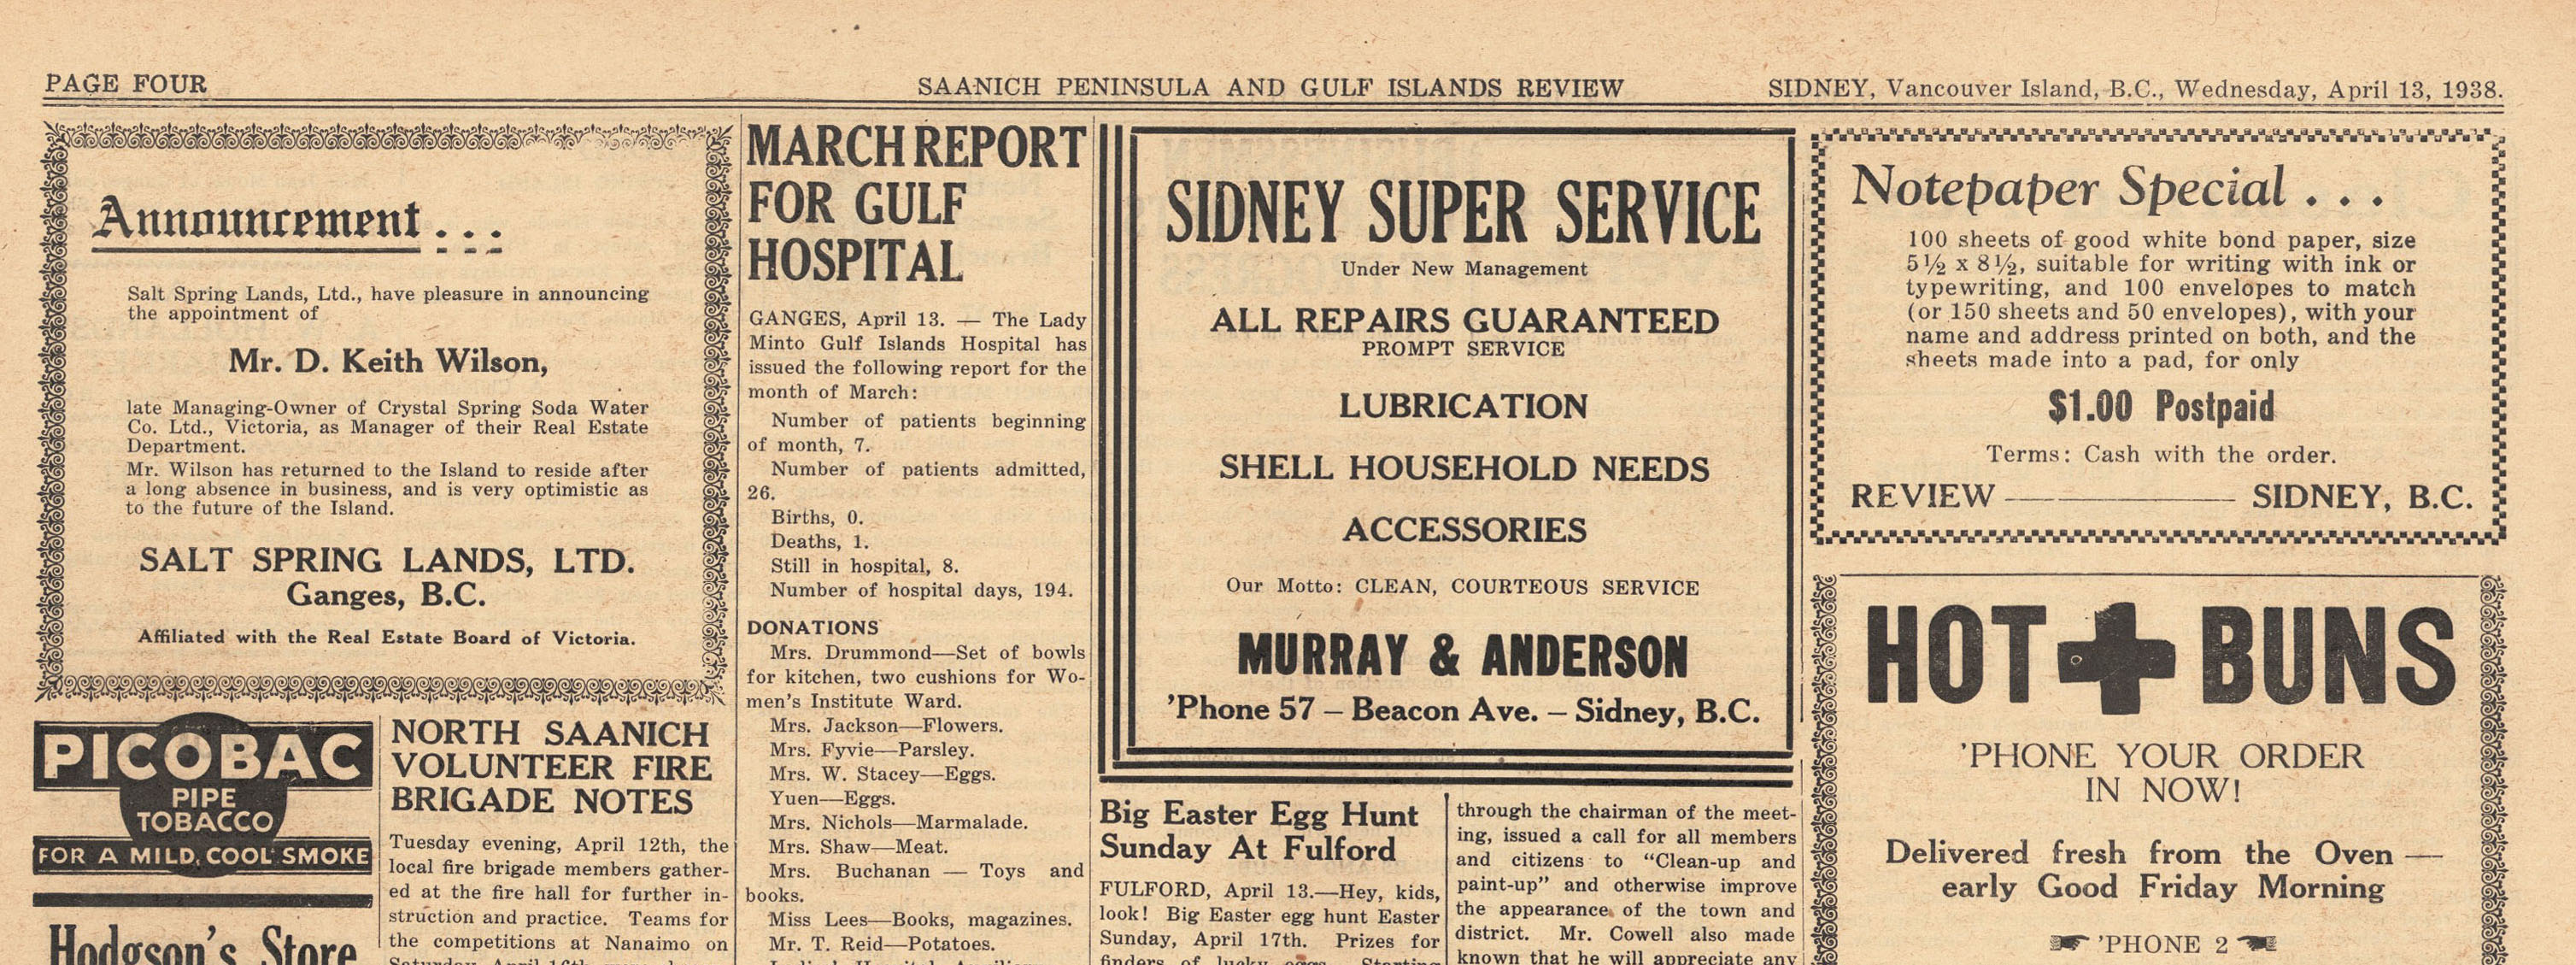 PAGE FOUR
SAANICH PENINSULA AND GULF ISLANDS REVIEW
SIDNEY, Vancouver Island, B.C., Wednesday, April 13, 1938.
Announcement . . .
Salt Spring Lands, Ltd., have pleasure in announcing
the appointment of
Mr. D. Keith Wilson,
late Managing-Owner of Crystal Spring Soda Water
Co. Ltd., Victoria, as Manager of their Real Estate
Department.
Mr. Wilson has returned to the Island to reside after
a long absence in business, and is very optimistic as
to the future of the Island.
SALT SPRING LANDS, LTD.
Ganges, B.C.
Affiliated with the Real Estate Board of Victoria.
PICOBAC
PIPE
TOBACCO
FOR A MILD, COOL SMOKE
Hodgson's Store
NORTH SAANICH
VOLUNTEER FIRE
BRIGADE NOTES
Tuesday evening, April 12th, the
local fire brigade members gather-
ed at the fire hall for further in-
struction and practice. Teams for
the competitions at Nanaimo on
Saturday, April 16th,
MARCH REPORT
FOR GULF
HOSPITAL
GANGES, April 13. — The Lady
Minto Gulf Islands Hospital has
issued the following report for the
month of March:
Number of patients beginning
of month, 7.
Number of patients admitted,
26.
Births, 0.
Deaths, 1.
Still in hospital, 8.
Number of hospital days, 194.
DONATIONS
Mrs. Drummond—Set of bowls
for kitchen, two cushions for Wo-
men's Institute Ward.
Mrs. Jackson—Flowers.
Mrs. Fyvie—Parsley.
Mrs. W. Stacey—Eggs.
Yuen—Eggs.
Mrs. Nichols—Marmalade.
Mrs. Shaw—Meat.
Mrs. Buchanan — Toys and
books.
Miss Lees—Books, magazines.
Mr. T. Reid—Potatoes.
SIDNEY SUPER SERVICE
Under New Management
ALL REPAIRS GUARANTEED
PROMPT SERVICE
LUBRICATION
SHELL HOUSEHOLD NEEDS
ACCESSORIES
Our Motto: CLEAN, COURTEOUS SERVICE
MURRAY & ANDERSON
'Phone 57 — Beacon Ave. — Sidney, B.C.
Big Easter Egg Hunt
Sunday At Fulford
FULFORD, April 13.—Hey, kids,
look! Big Easter egg hunt Easter
Sunday, April 17th. Prizes for
finders of lucky eggs. Starting
through the chairman of the meet-
ing, issued a call for all members
and citizens to "Clean-up and
paint-up" and otherwise improve
the appearance of the town and
district. Mr. Cowell also made
known that he will appreciate any
Notepaper Special . . .
100 sheets of good white bond paper, size
5½ x 8½, suitable for writing with ink or
typewriting, and 100 envelopes to match
(or 150 sheets and 50 envelopes), with your
name and address printed on both, and the
sheets made into a pad, for only
$1.00 Postpaid
Terms: Cash with the order.
REVIEW — SIDNEY, B.C.
HOT BUNS
'PHONE YOUR ORDER
IN NOW!
Delivered fresh from the Oven —
early Good Friday Morning
'PHONE 2